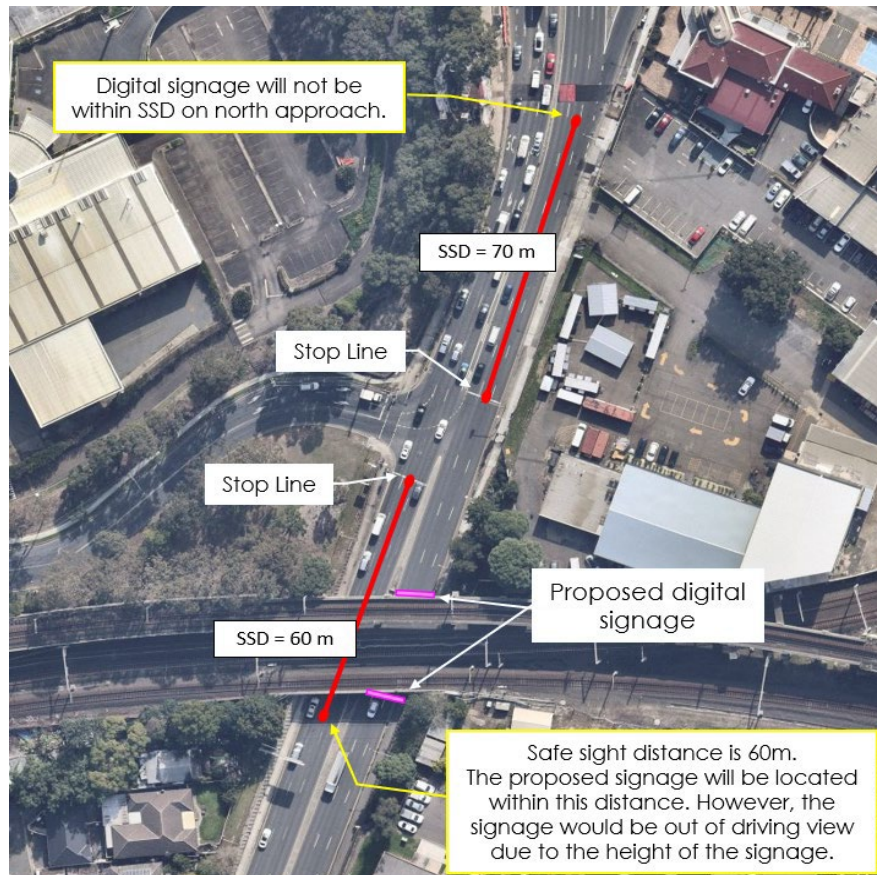 Digital signage will not be
within SSD on north approach.
SSD = 70 m
Stop Line
Stop Line
Proposed digital
signage
SSD = 60 m
Safe sight distance is 60m.
The proposed signage will be located
within this distance. However, the
signage would be out of driving view
due to the height of the signage.